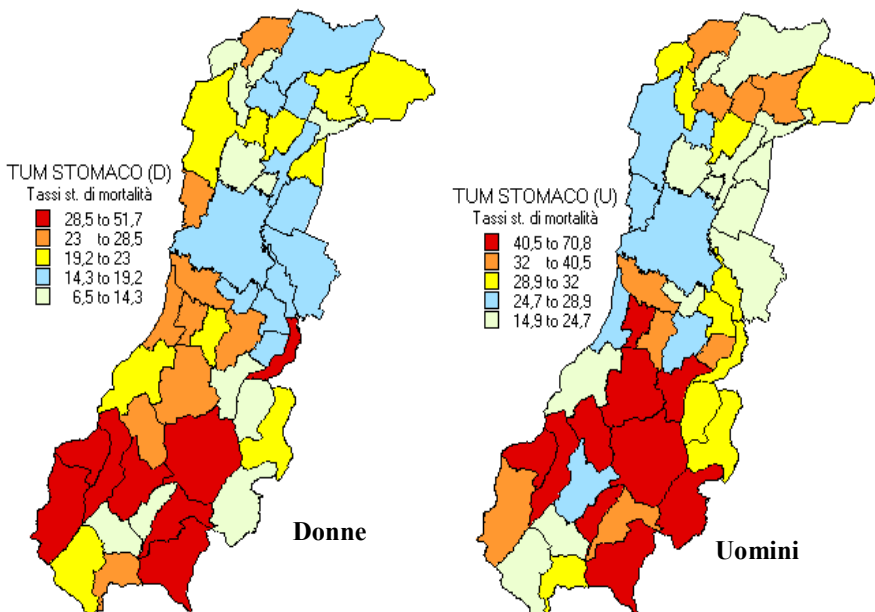 TUM STOMACO (D)
Tassi st. di mortalità
28,5 to 51,7
23 to 28,5
19,2 to 23
14,3 to 19,2
6,5 to 14,3
Donne
TUM STOMACO (U)
Tassi st. di mortalità
40,5 to 70,8
32 to 40,5
28,9 to 32
24,7 to 28,9
14,9 to 24,7
Uomini